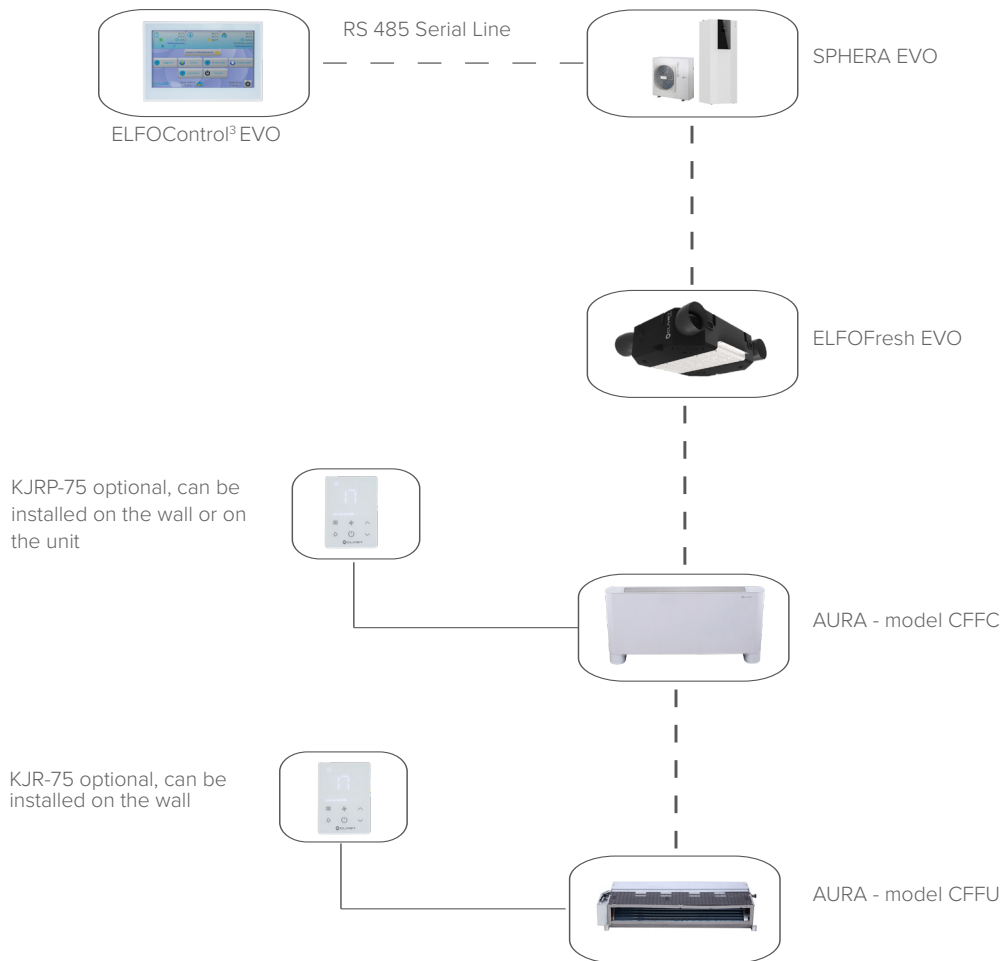 RS 485 Serial Line
SPHERA EVO
ELFOControl³ EVO
ELFOFresh EVO
KJRP-75 optional, can be
installed on the wall or on
the unit
AURA - model CFFC
KJR-75 optional, can be
installed on the wall
AURA - model CFFU